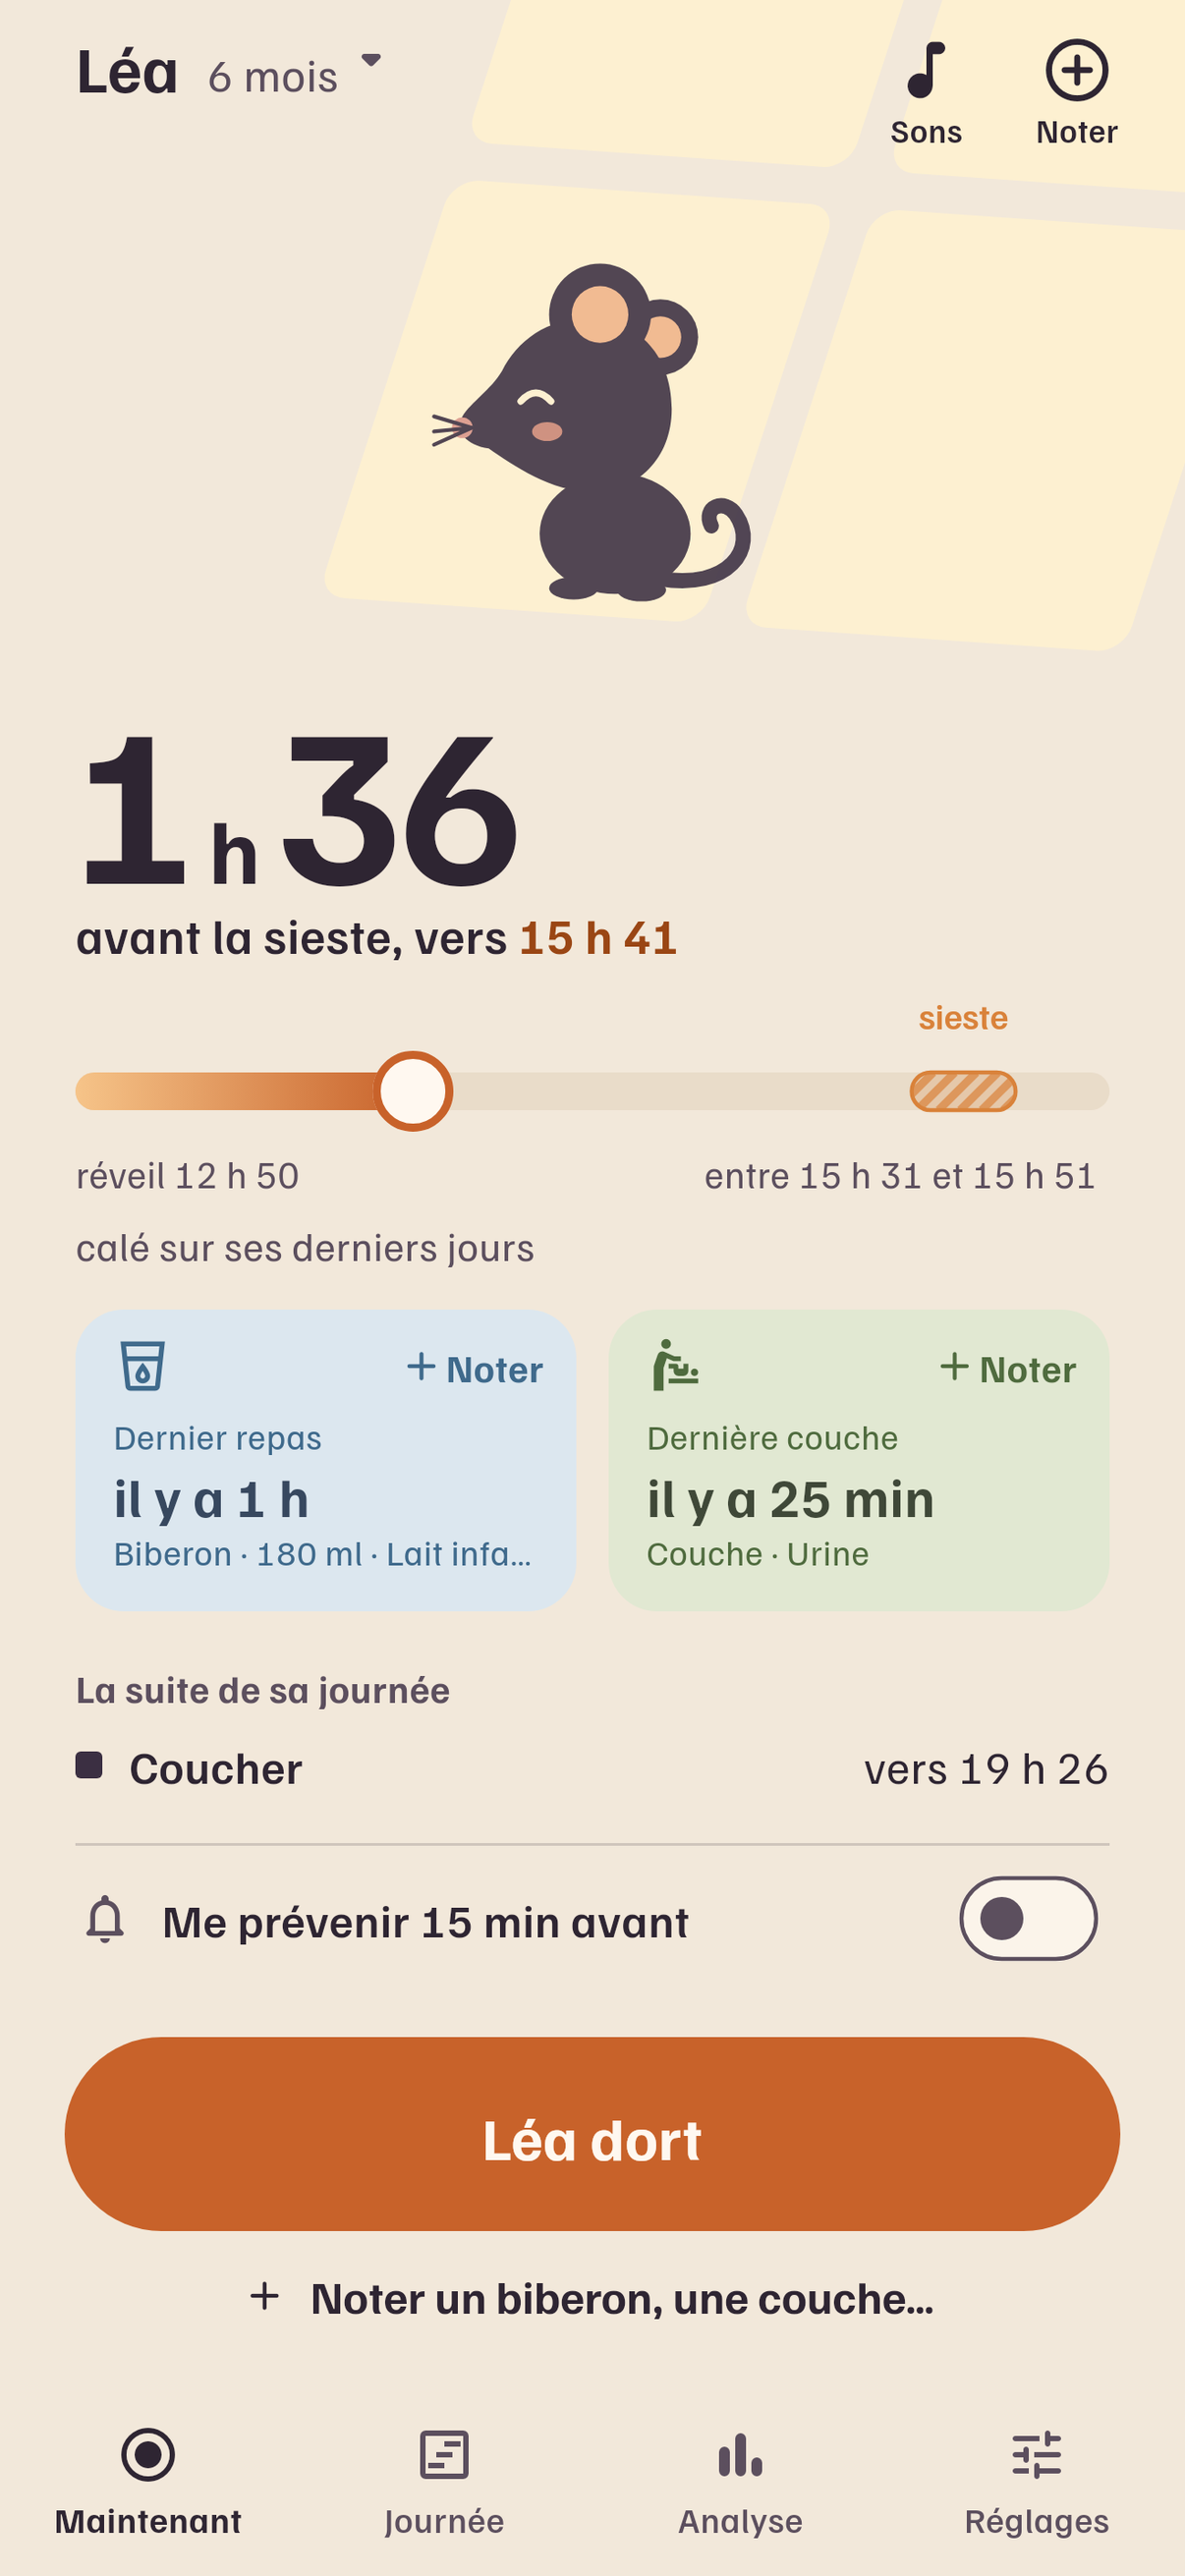 Léa 6 mois
Sons Noter
1 h 36
avant la sieste, vers 15 h 41
sieste
réveil 12 h 50 entre 15 h 31 et 15 h 51
calé sur ses derniers jours
+ Noter
Dernier repas
il y a 1 h
Biberon · 180 ml · Lait infa...
+ Noter
Dernière couche
il y a 25 min
Couche · Urine
La suite de sa journée
Coucher vers 19 h 26
Me prévenir 15 min avant
Léa dort
+ Noter un biberon, une couche...
Maintenant Journée Analyse Réglages